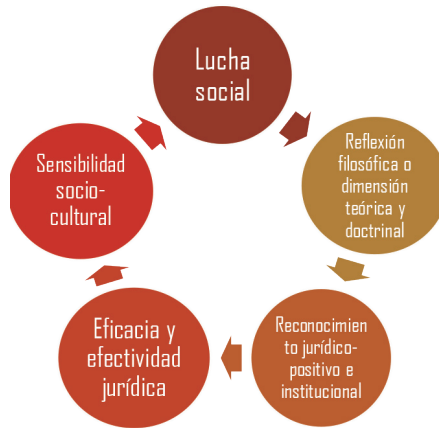 Lucha
social
Reflexión
filosófica o
dimensión
teórica y
doctrinal
Reconocimien
to jurídico-
positivo e
institucional
Eficacia y
efectividad
jurídica
Sensibilidad
socio-
cultural